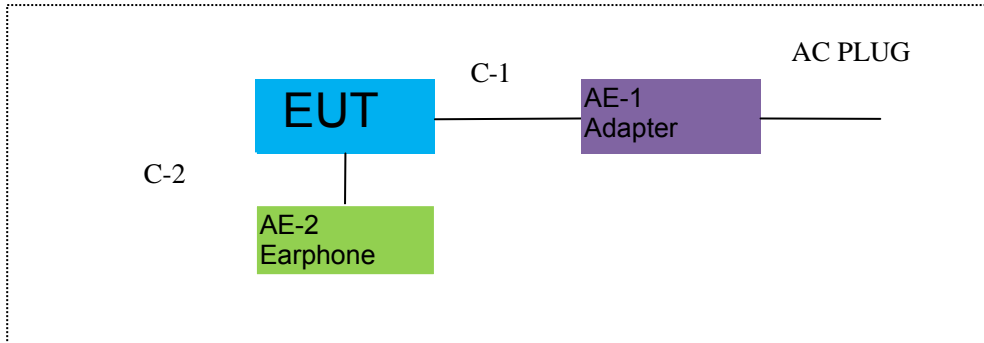 AC PLUG
C-1
EUT
AE-1
Adapter
C-2
AE-2
Earphone